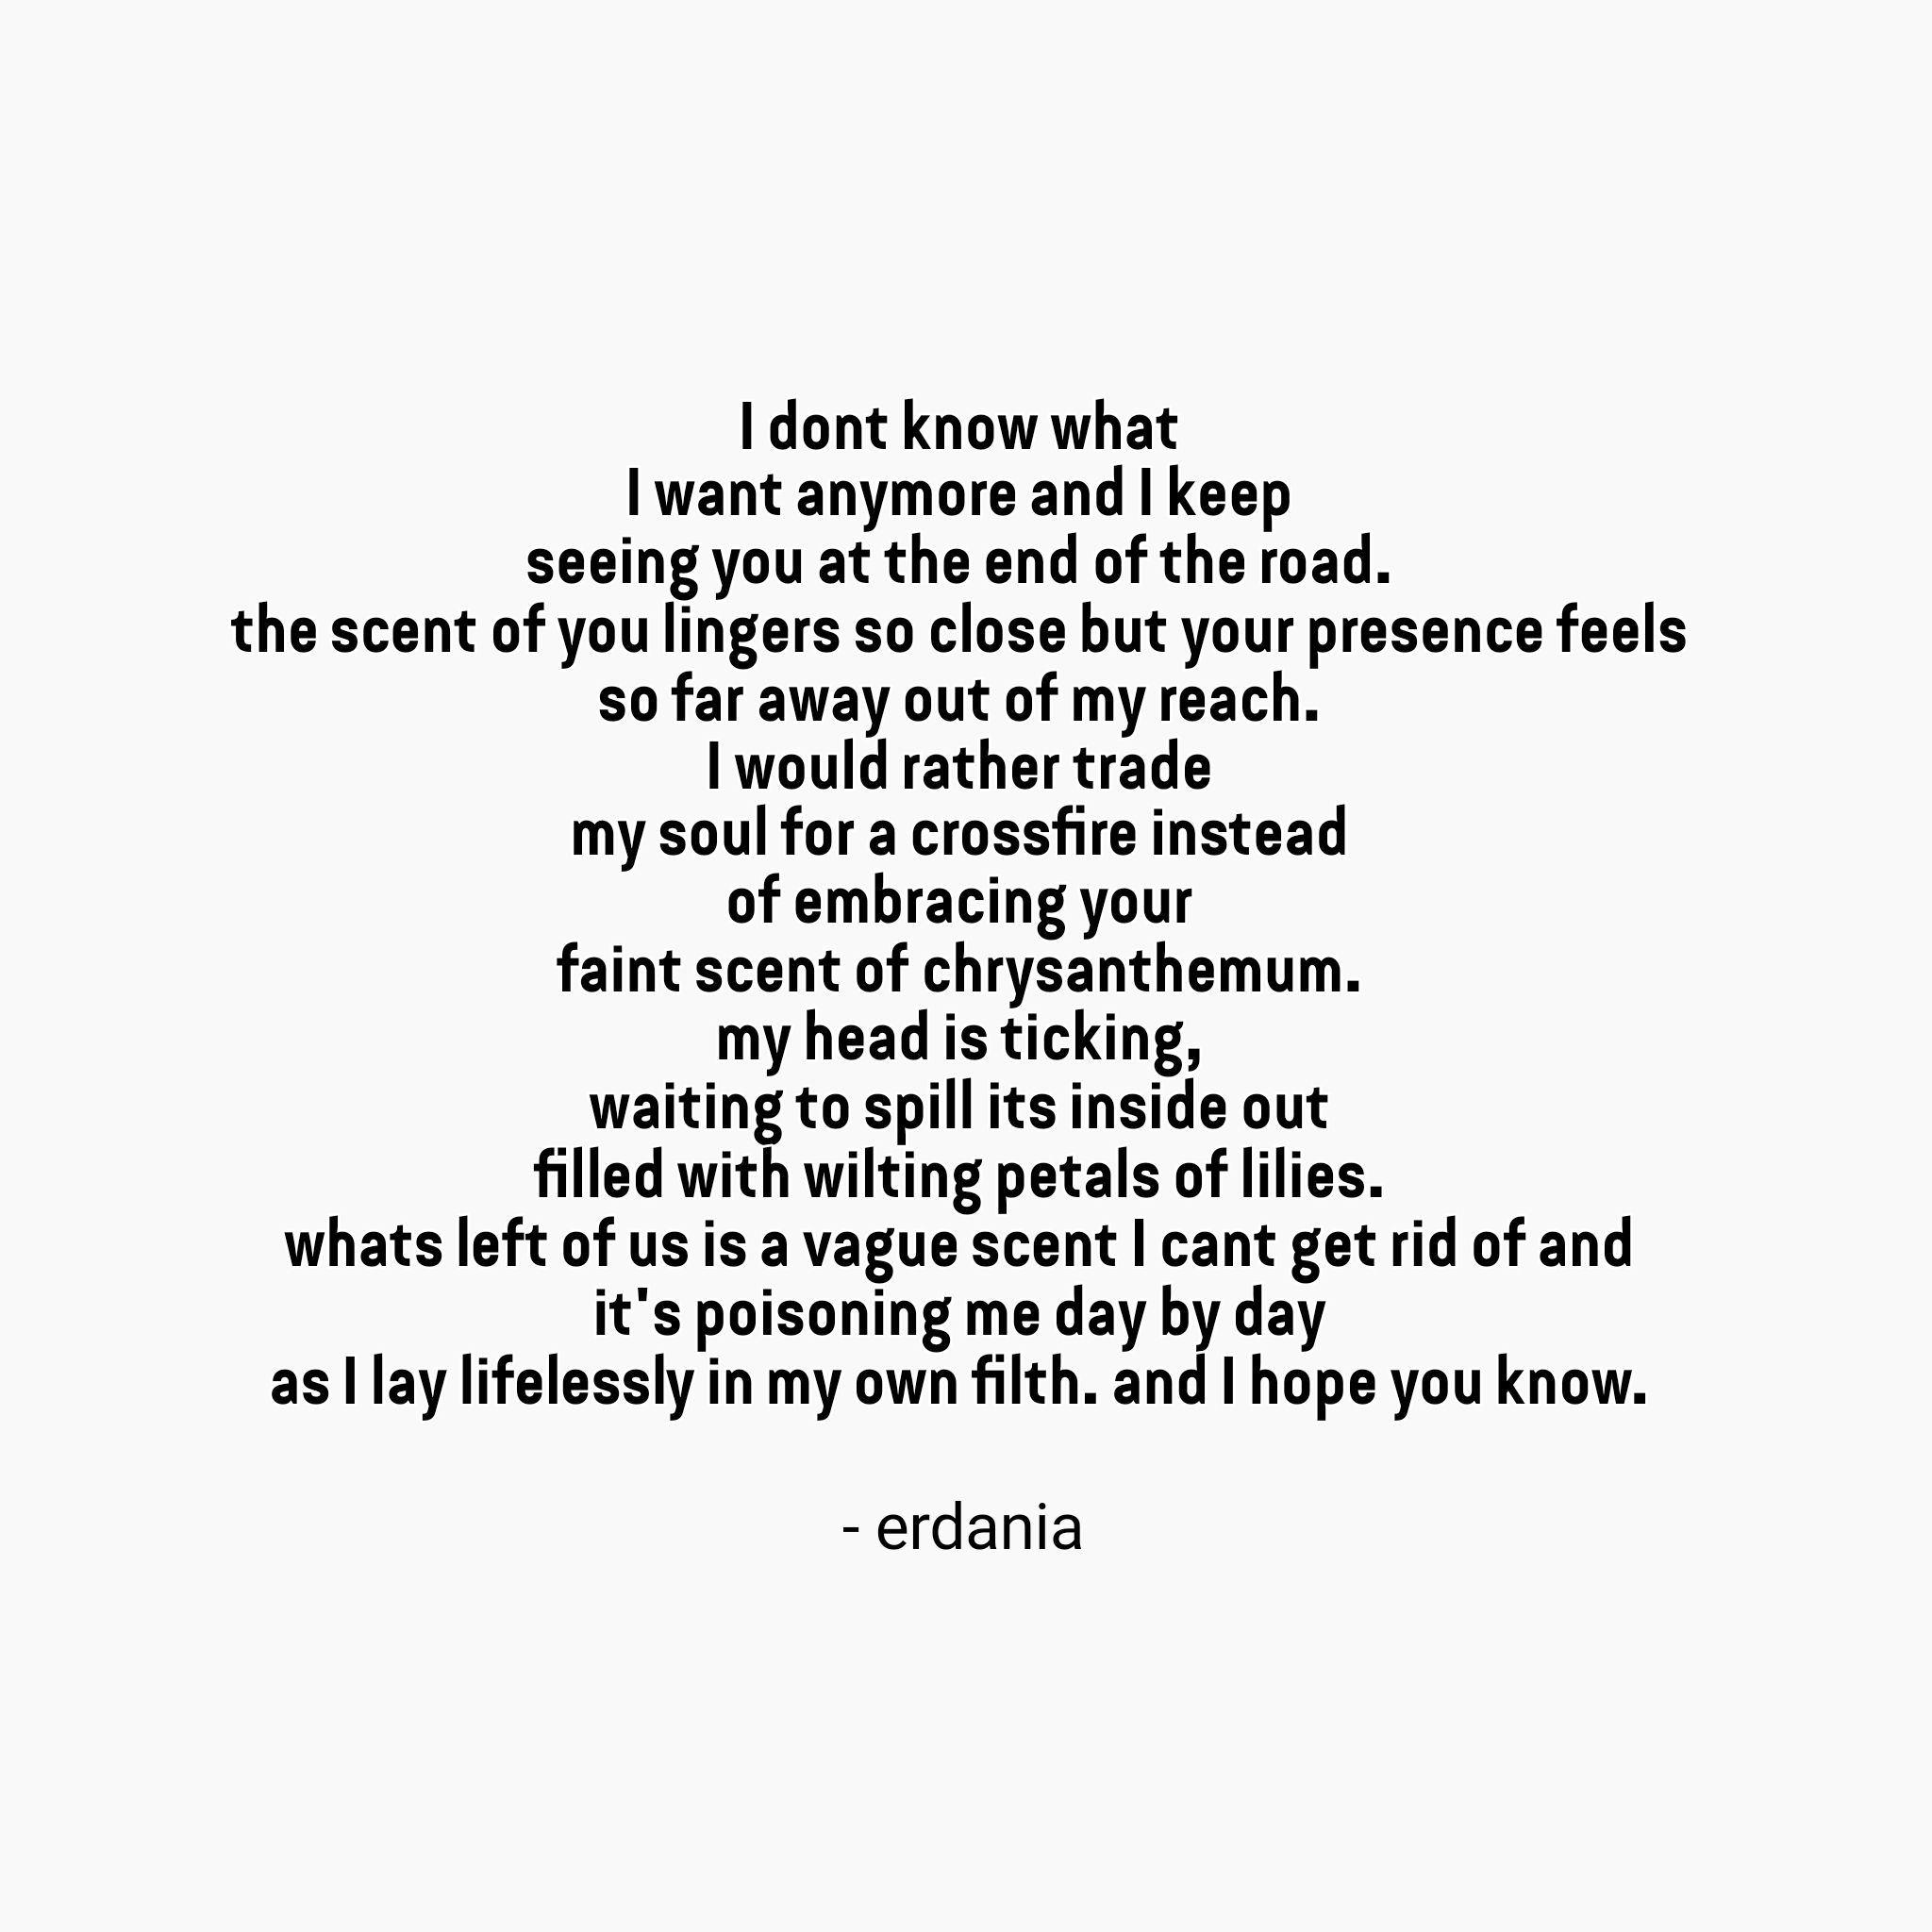 I dont know what
I want anymore and I keep
seeing you at the end of the road.
the scent of you lingers so close but your presence feels
so far away out of my reach.
I would rather trade
my soul for a crossfire instead
of embracing your
faint scent of chrysanthemum.
my head is ticking,
waiting to spill its inside out
filled with wilting petals of lilies.
whats left of us is a vague scent I cant get rid of and
it's poisoning me day by day
as I lay lifelessly in my own filth. and I hope you know.
- erdania